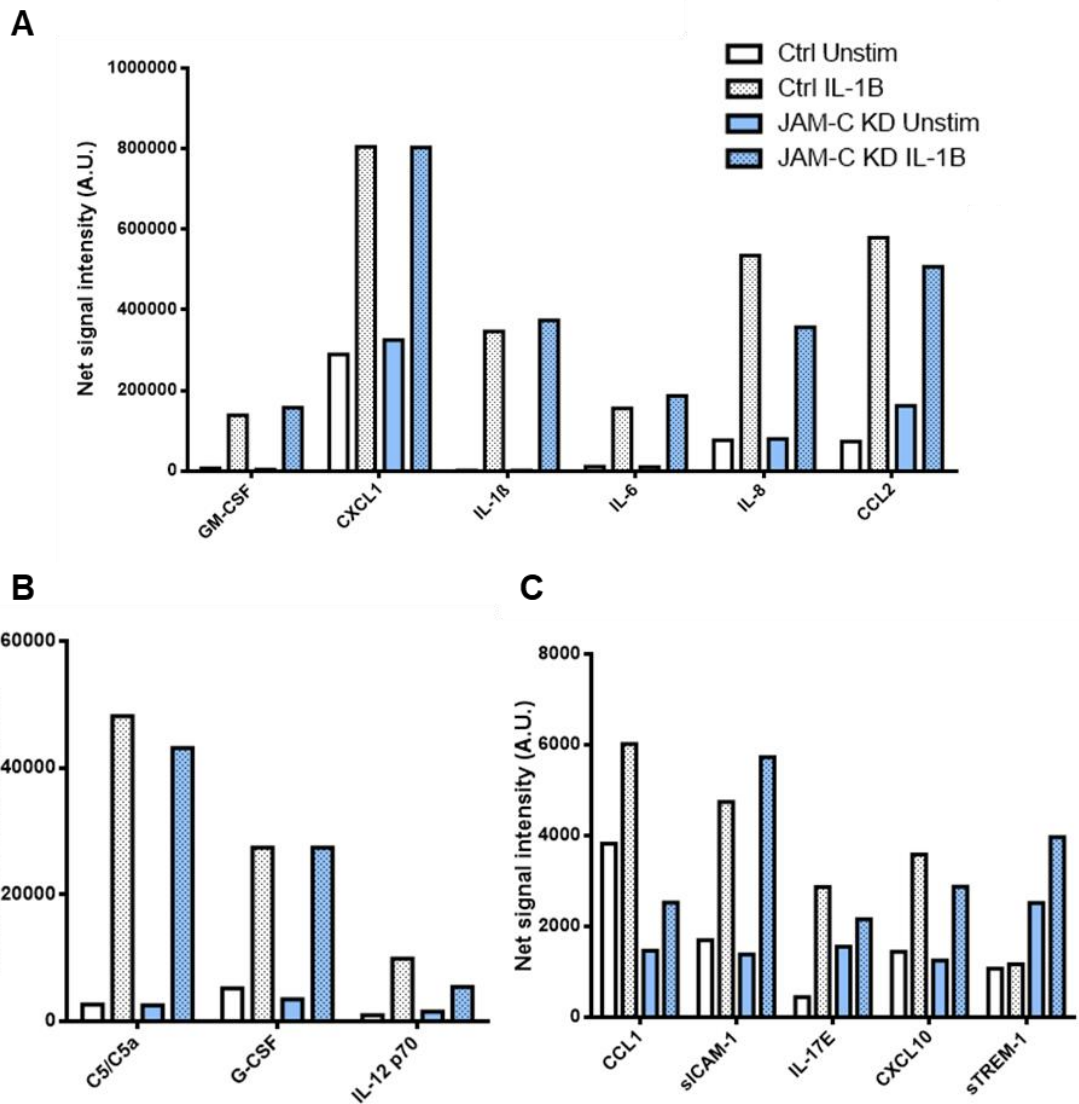 A
Net signal intensity (A.U.)
1000000
800000
600000
400000
200000
0
GM-CSF
CXCL1
IL-1ß
IL-6
IL-8
CCL2
Ctrl Unstim
Ctrl IL-1B
JAM-C KD Unstim
JAM-C KD IL-1B
B
60000
40000
20000
0
C5/C5a
G-CSF
IL-12 p70
C
Net signal intensity (A.U.)
8000
6000
4000
2000
0
CCL1
sICAM-1
IL-17E
CXCL10
sTREM-1